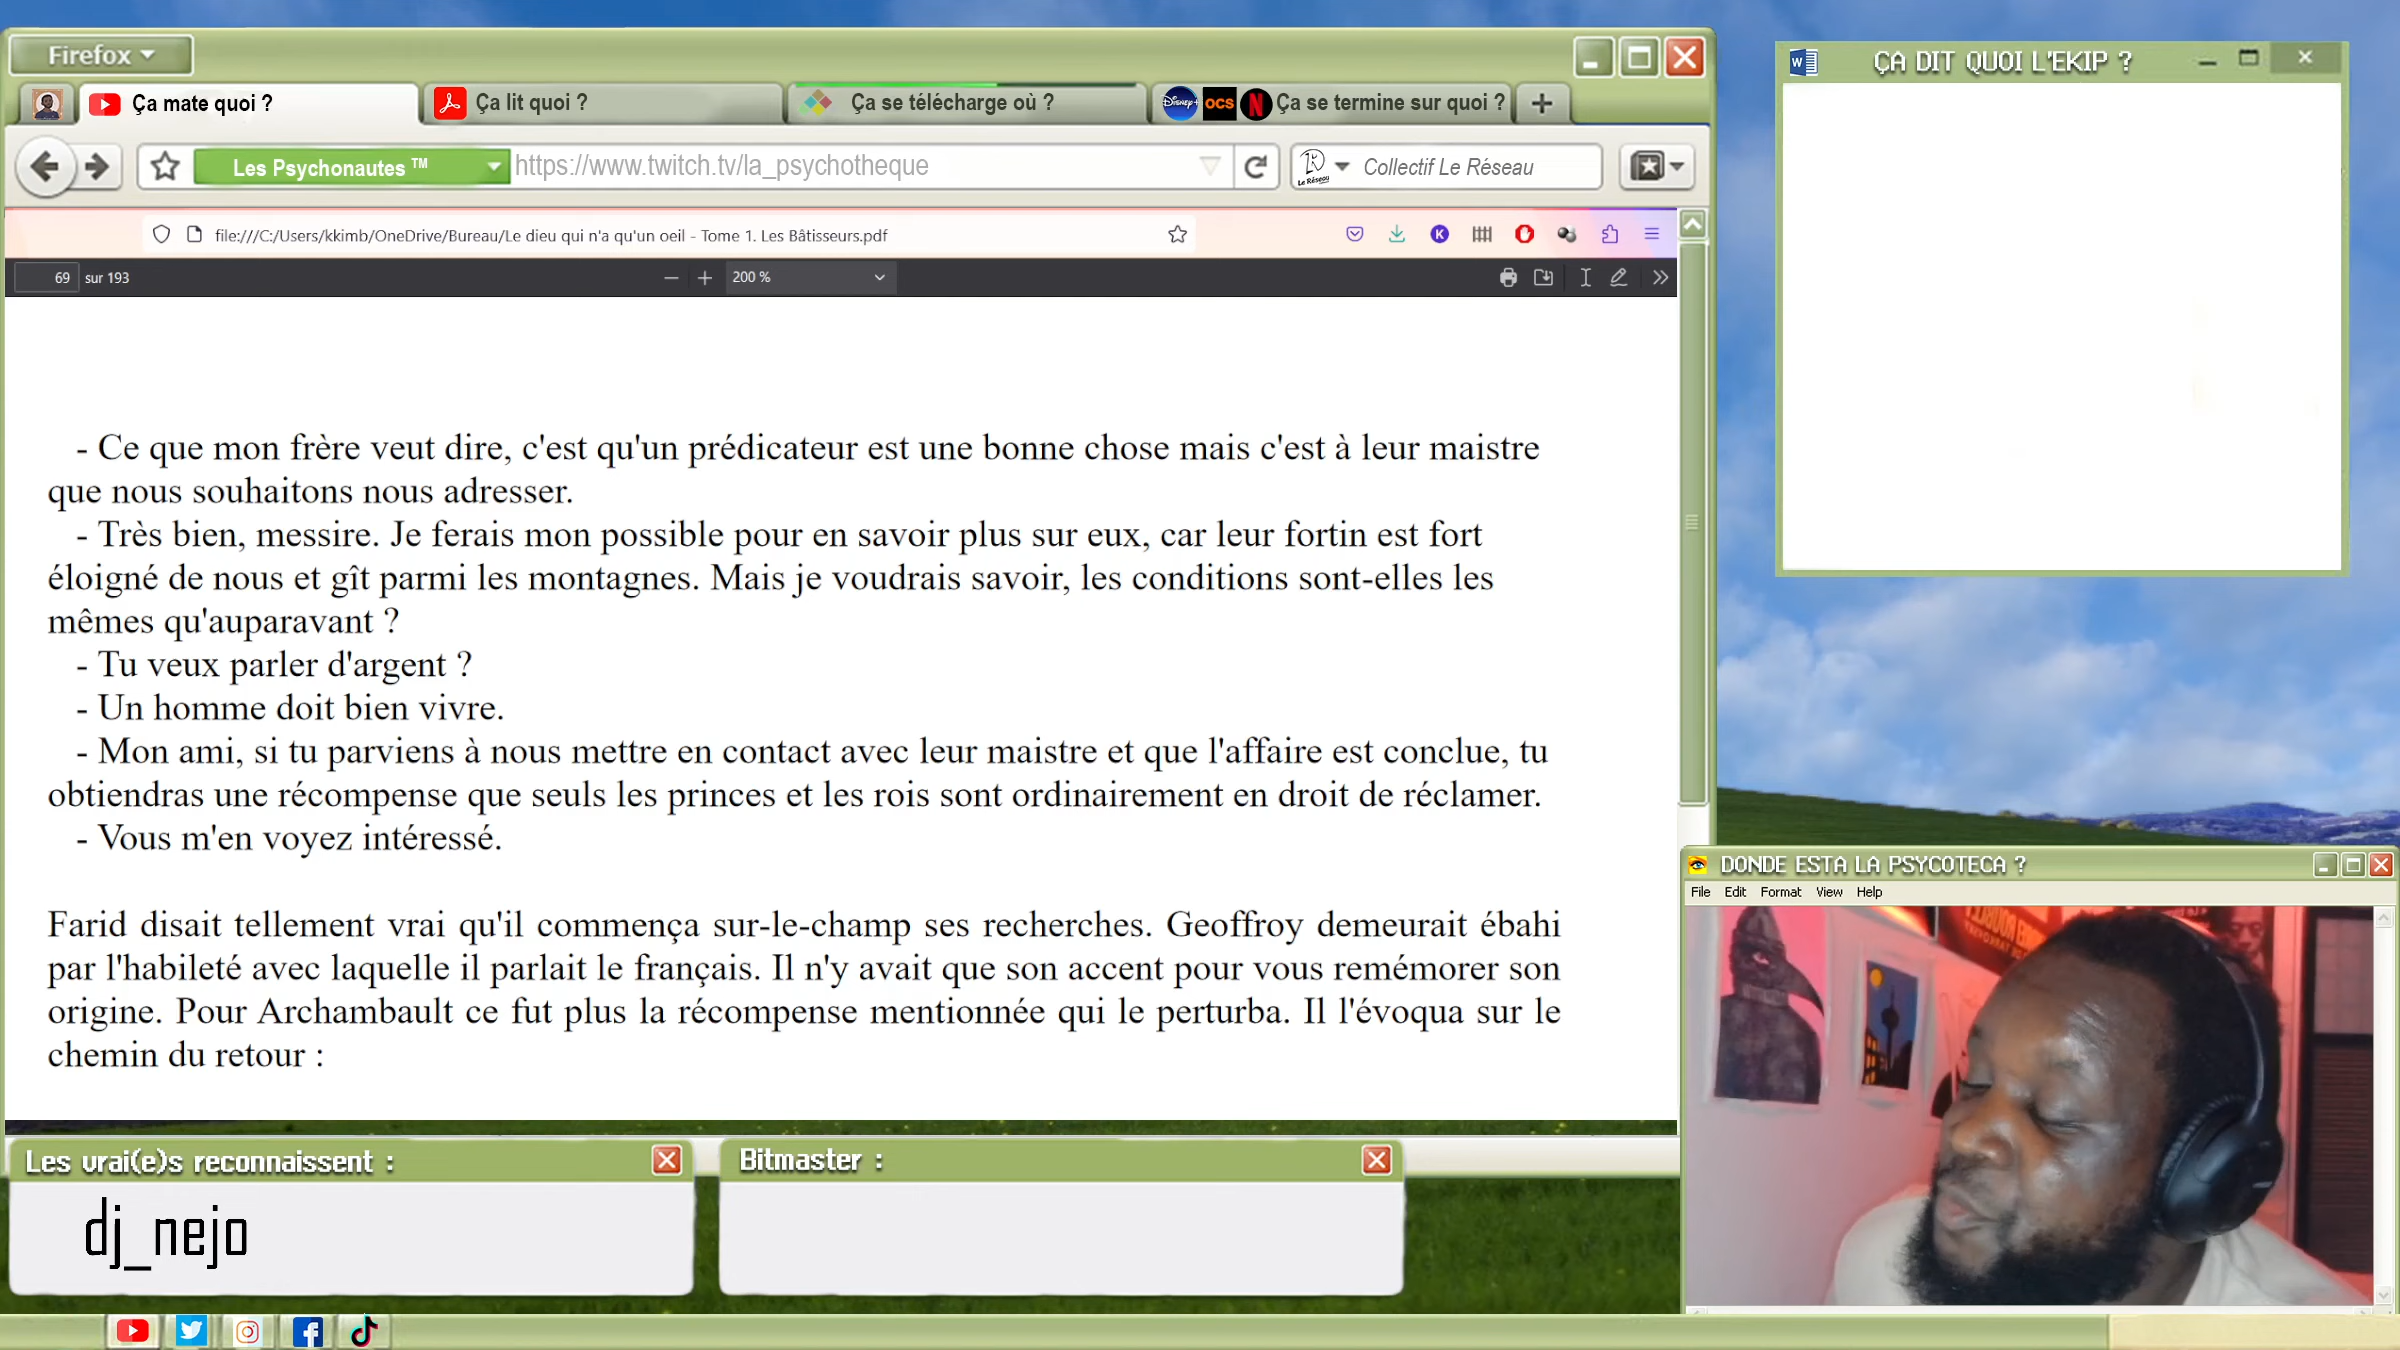 Firefox
Ça mate quoi ?
Ça lit quoi ?
Ça se télécharge où ?
Disney+ OCS N Ça se termine sur quoi ?
Les Psychonautes ™
https://www.twitch.tv/la_psychotheque
Le Réseau
Collectif Le Réseau
file:///C:/Users/kkimb/OneDrive/Bureau/Le dieu qui n'a qu'un oeil - Tome 1. Les Bâtisseurs.pdf
69 sur 193
200 %
- Ce que mon frère veut dire, c'est qu'un prédicateur est une bonne chose mais c'est à leur maistre
que nous souhaitons nous adresser.
- Très bien, messire. Je ferais mon possible pour en savoir plus sur eux, car leur fortin est fort
éloigné de nous et gît parmi les montagnes. Mais je voudrais savoir, les conditions sont-elles les
mêmes qu'auparavant ?
- Tu veux parler d'argent ?
- Un homme doit bien vivre.
- Mon ami, si tu parviens à nous mettre en contact avec leur maistre et que l'affaire est conclue, tu
obtiendras une récompense que seuls les princes et les rois sont ordinairement en droit de réclamer.
- Vous m'en voyez intéressé.
Farid disait tellement vrai qu'il commença sur-le-champ ses recherches. Geoffroy demeurait ébahi
par l'habileté avec laquelle il parlait le français. Il n'y avait que son accent pour vous remémorer son
origine. Pour Archambault ce fut plus la récompense mentionnée qui le perturba. Il l'évoqua sur le
chemin du retour :
ÇA DIT QUOI L'EKIP ?
DONDE ESTA LA PSYCOTECA ?
File Edit Format View Help
Les vrai(e)s reconnaissent :
dj_nejo
Bitmaster :